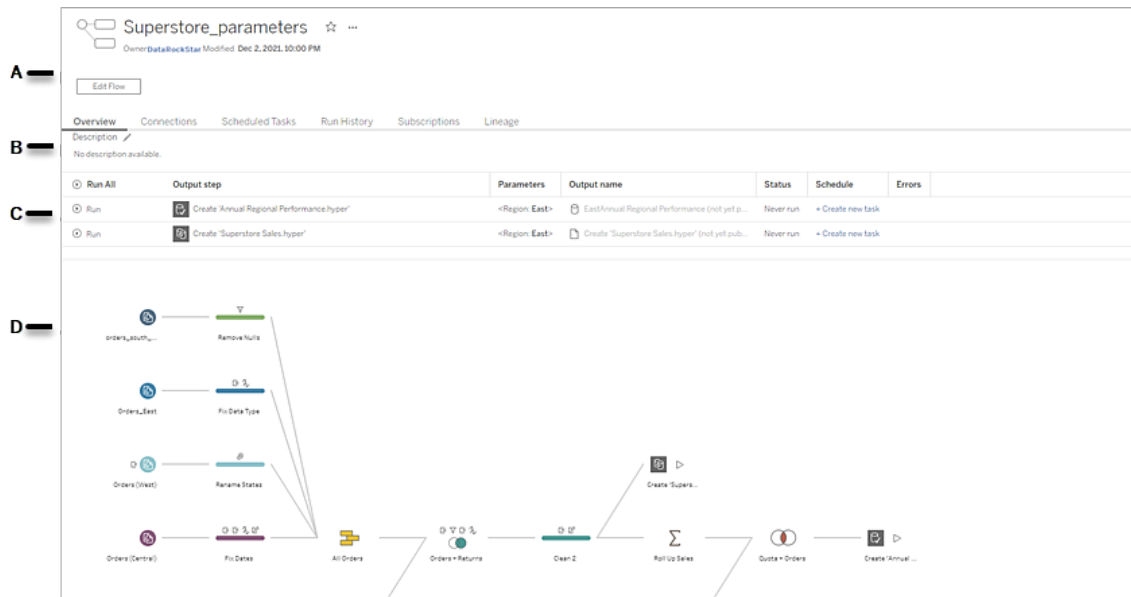 Superstore_parameters
OwnerDataRockStar Modified Dec 2, 2021, 10:00 PM
A
Edit Flow
Overview Connections Scheduled Tasks Run History Subscriptions Lineage
Description
B
No description available.
Run All Output step Parameters Output name Status Schedule Errors
C
Run Create 'Annual Regional Performance.hyper' <Region: East> EastAnnual Regional Performance (not yet p... Never run + Create new task
Run Create 'Superstore Sales.hyper' <Region: East> Create 'Superstore Sales.hyper' (not yet pub... Never run + Create new task
D
orders_south_... Remove Nulls
Orders_East Fix Data Type
Orders (West) Rename States Create 'Supers...
Orders (Central) Fix Dates All Orders Orders + Returns Clean 2 Roll Up Sales Quota + Orders Create 'Annual ...